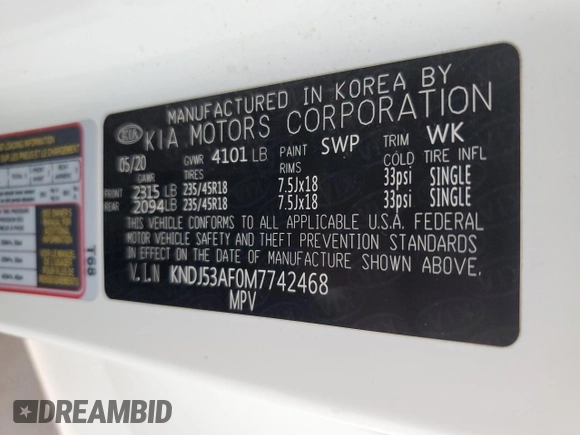 MANUFACTURED IN KOREA BY
KIA KIA MOTORS CORPORATION
05/20 GVWR 4101 LB PAINT SWP TRIM WK
GAWR TIRES RIMS COLD TIRE INFL
FRONT 2315 LB 235/45R18 7.5Jx18 33psi SINGLE
REAR 2094 LB 235/45R18 7.5Jx18 33psi SINGLE
THIS VEHICLE CONFORMS TO ALL APPLICABLE U.S.A. FEDERAL
MOTOR VEHICLE SAFETY AND THEFT PREVENTION
STANDARDS IN EFFECT ON THE DATE OF MANUFACTURE SHOWN ABOVE.
V.I.N KNDJ53AF0M7742468
MPV
T68
DREAMBID